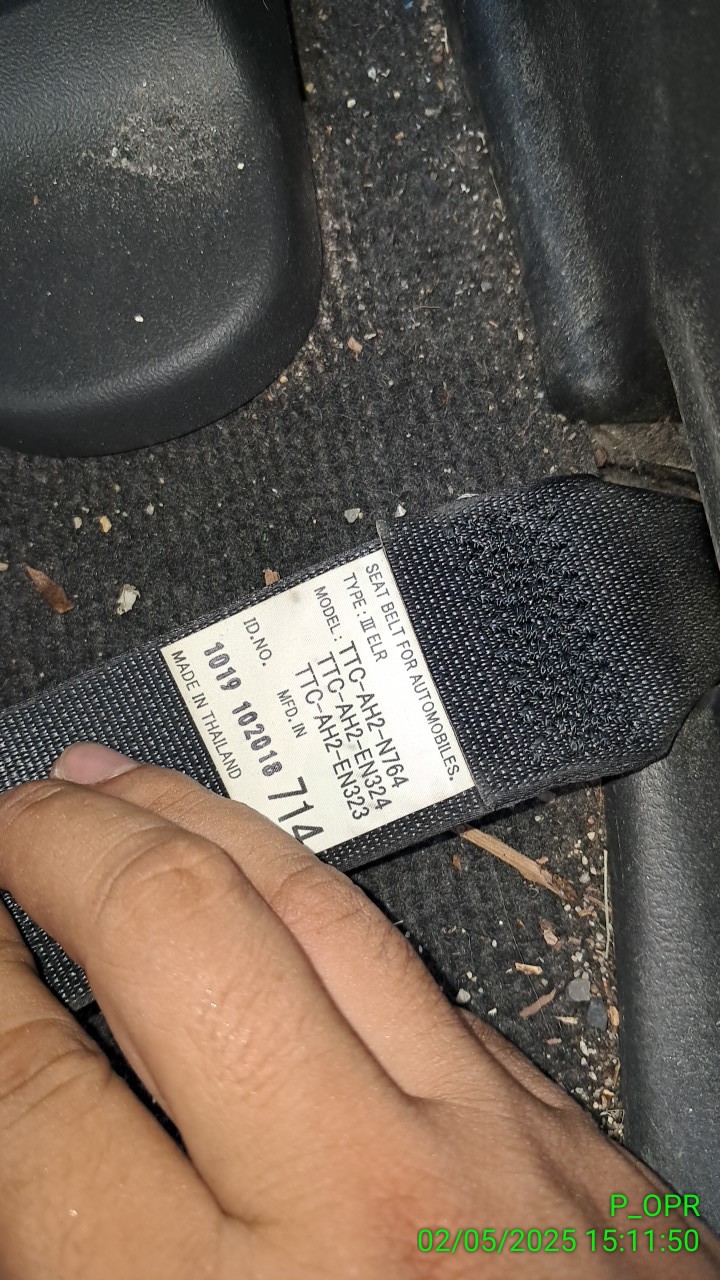 SEAT BELT FOR AUTOMOBILES.
TYPE : III ELR
MODEL : TTC-AH2-N764
TTC-AH2-EN324
TTC-AH2-EN323
ID.NO. MFD. IN
1019 102018 714
MADE IN THAILAND
P_OPR
02/05/2025 15:11:50